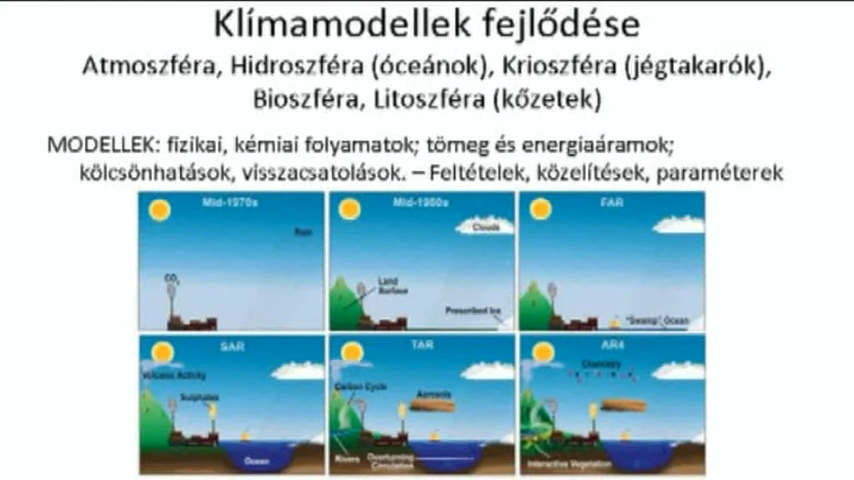 Klímamodellek fejlődése
Atmoszféra, Hidroszféra (óceánok), Krioszféra (jégtakarók),
Bioszféra, Litoszféra (kőzetek)
MODELLEK: fizikai, kémiai folyamatok; tömeg és energiaáramok;
kölcsönhatások, visszacsatolások. – Feltételek, közelítések, paraméterek
Mid-1970s
Rain
CO₂
Mid-1980s
Clouds
Land
Surface
Prescribed Ice
FAR
"Swamp" Ocean
SAR
Volcanic Activity
Sulphates
Ocean
TAR
Carbon Cycle
Aerosols
Rivers
Overturning
Circulation
AR4
Chemistry
Interactive Vegetation